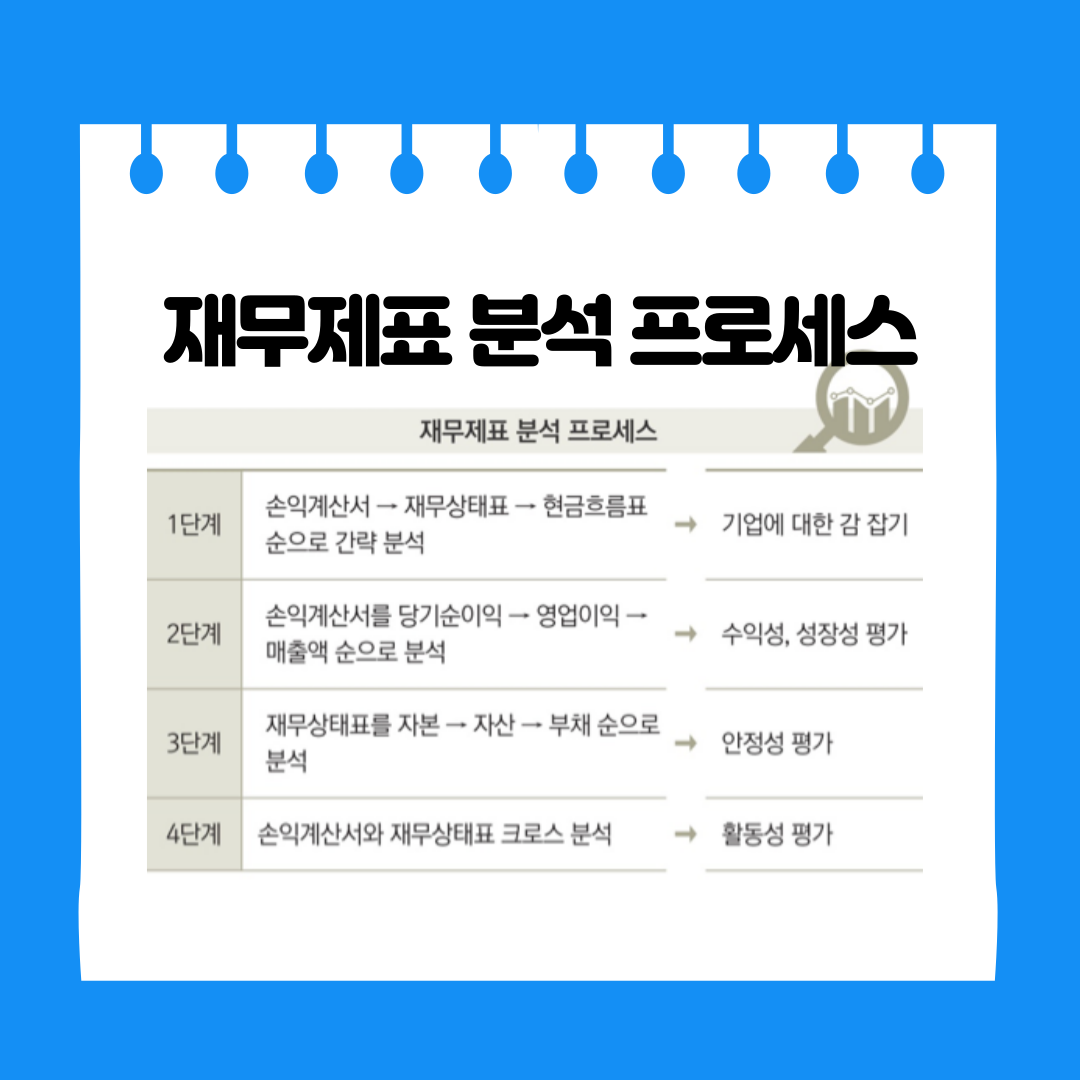 재무제표 분석 프로세스
재무제표 분석 프로세스
1단계
손익계산서 → 재무상태표 → 현금흐름표
순으로 간략 분석
→ 기업에 대한 감 잡기
2단계
손익계산서를 당기순이익 → 영업이익 →
매출액 순으로 분석
→ 수익성, 성장성 평가
3단계
재무상태표를 자본 → 자산 → 부채 순으로
분석
→ 안정성 평가
4단계
손익계산서와 재무상태표 크로스 분석
→ 활동성 평가